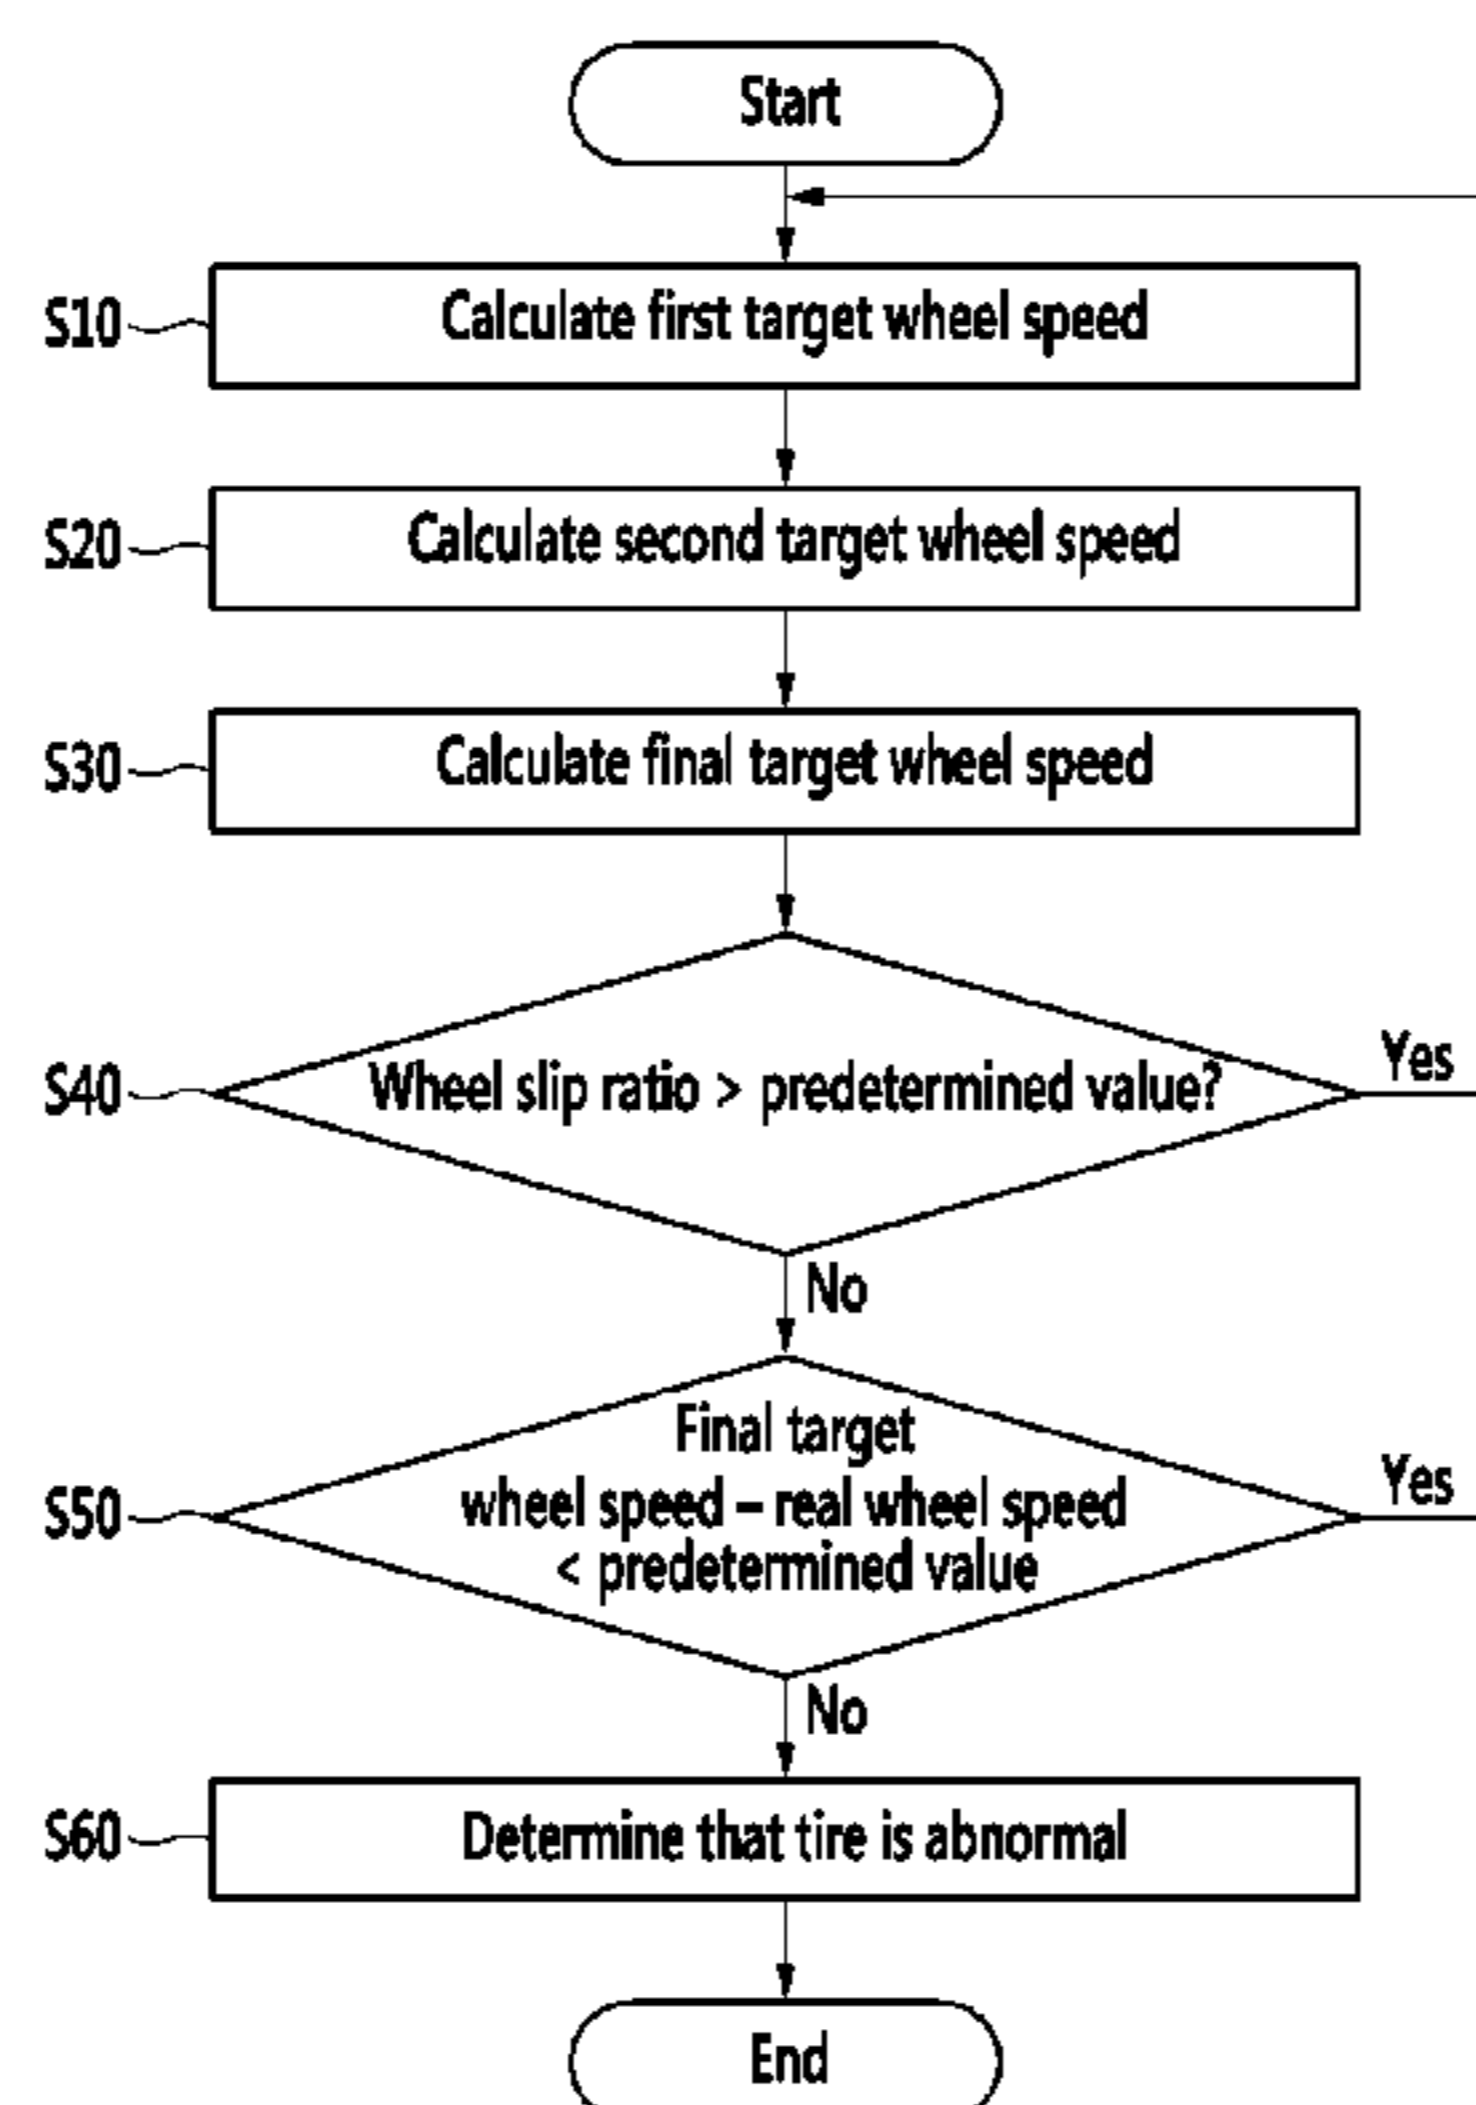 Start
S10
Calculate first target wheel speed
S20
Calculate second target wheel speed
S30
Calculate final target wheel speed
S40
Wheel slip ratio > predetermined value?
Yes
No
S50
Final target
wheel speed – real wheel speed
< predetermined value
Yes
No
S60
Determine that tire is abnormal
End